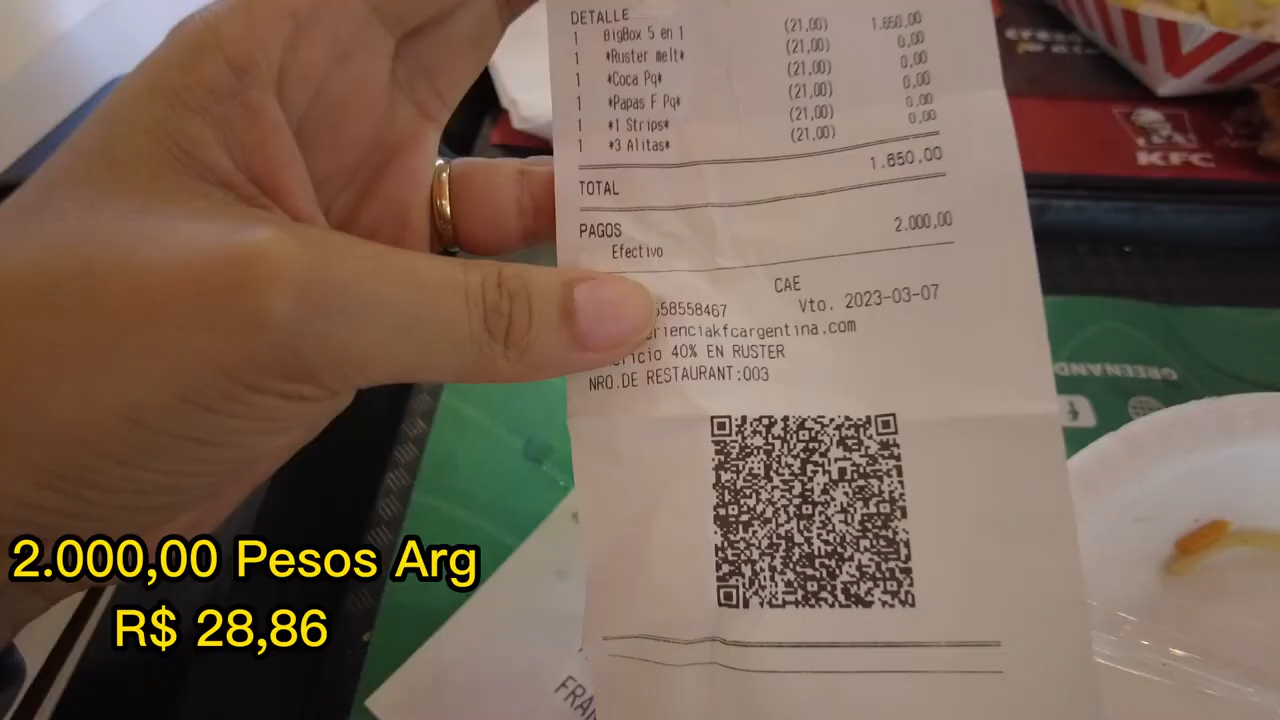 DETALLE
1 BigBox 5 en 1 (21,00) 1.650,00
1 *Ruster melt* (21,00) 0,00
1 *Coca Pq* (21,00) 0,00
1 *Papas F Pq* (21,00) 0,00
1 *1 Strips* (21,00) 0,00
1 *3 Alitas* (21,00) 0,00
TOTAL 1.650,00
PAGOS
Efectivo 2.000,00
CAE
58558467 Vto. 2023-03-07
erienciakfcargentina.com
icio 40% EN RUSTER
NRO.DE RESTAURANT:003
KFC
GREENAND
FRAN
2.000,00 Pesos Arg
R$ 28,86